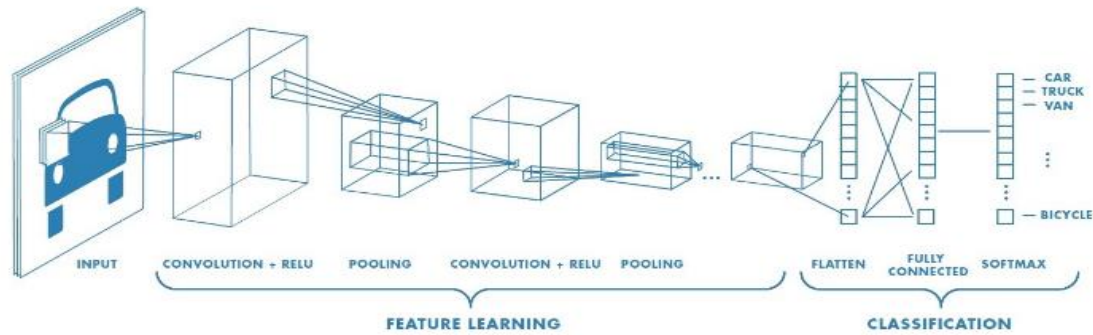 CAR
TRUCK
VAN
BICYCLE
INPUT
CONVOLUTION + RELU
POOLING
CONVOLUTION + RELU
POOLING
FLATTEN
FULLY
CONNECTED
SOFTMAX
FEATURE LEARNING
CLASSIFICATION